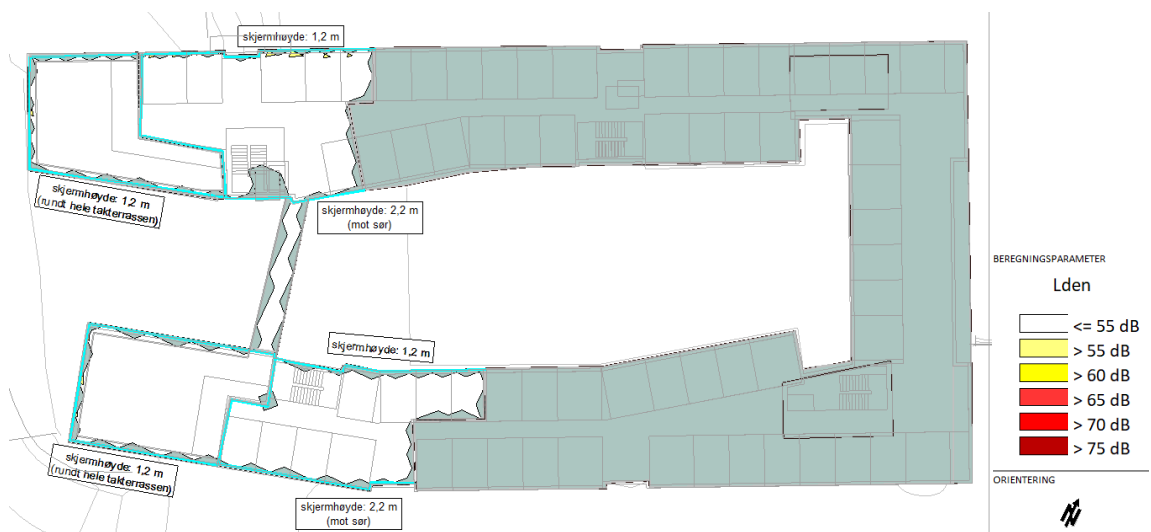 skjermhøyde: 1,2 m
skjermhøyde: 1,2 m
(rundt hele takterrassen)
skjermhøyde: 2,2 m
(mot sør)
skjermhøyde: 1,2 m
skjermhøyde: 1,2 m
(rundt hele takterrassen)
skjermhøyde: 2,2 m
(mot sør)
BEREGNINGSPARAMETER
Lden
<= 55 dB
> 55 dB
> 60 dB
> 65 dB
> 70 dB
> 75 dB
ORIENTERING
N